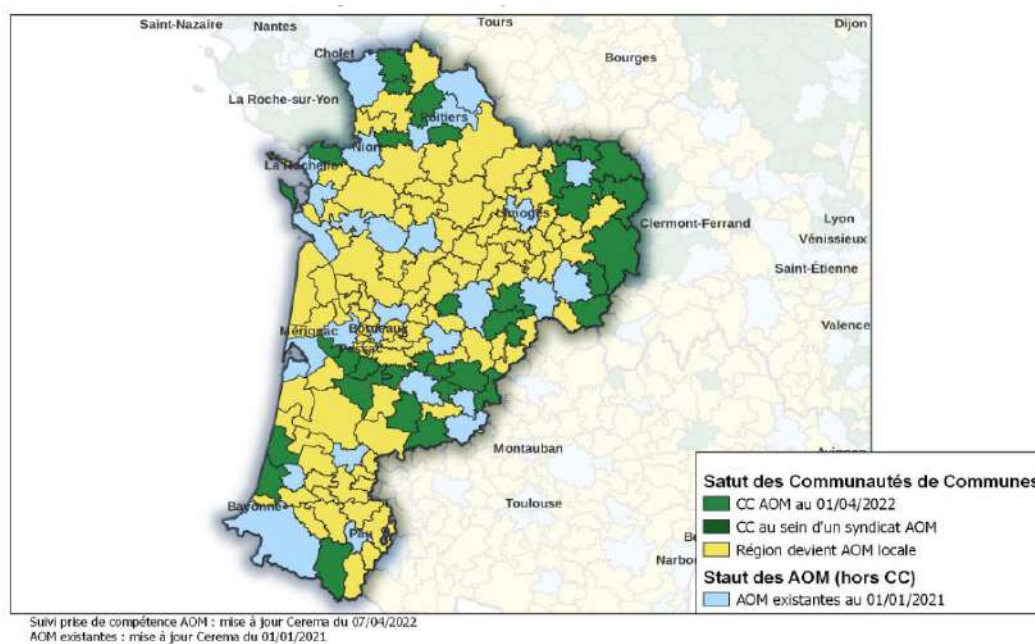 Saint-Nazaire
Nantes
Tours
Dijon
Cholet
Bourges
La Roche-sur-Yon
Poitiers
Niort
La Rochelle
Limoges
Clermont-Ferrand
Lyon
Vénissieux
Saint-Étienne
Mérignac
Bordeaux
Pessac
Valence
Montauban
Toulouse
Bayonne
Pau
Narbo
Satut des Communautés de Communes
CC AOM au 01/04/2022
CC au sein d'un syndicat AOM
Région devient AOM locale
Staut des AOM (hors CC)
AOM existantes au 01/01/2021
Suivi prise de compétence AOM : mise à jour Cerema du 07/04/2022
AOM existantes : mise à jour Cerema du 01/01/2021